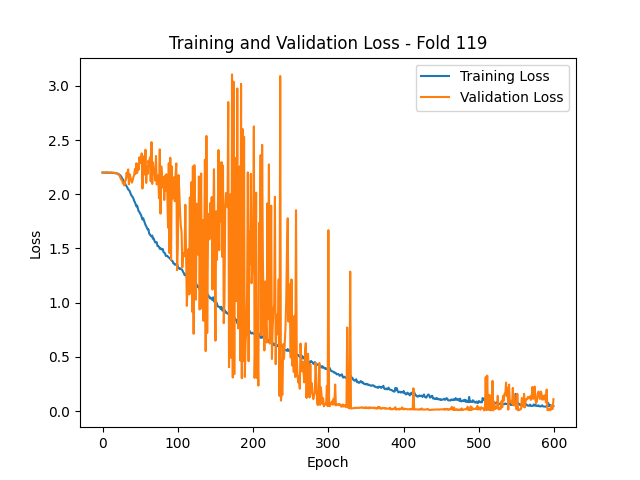 Training and Validation Loss - Fold 119
Training Loss
Validation Loss
3.0
2.5
2.0
1.5
1.0
0.5
0.0
Loss
0 100 200 300 400 500 600
Epoch